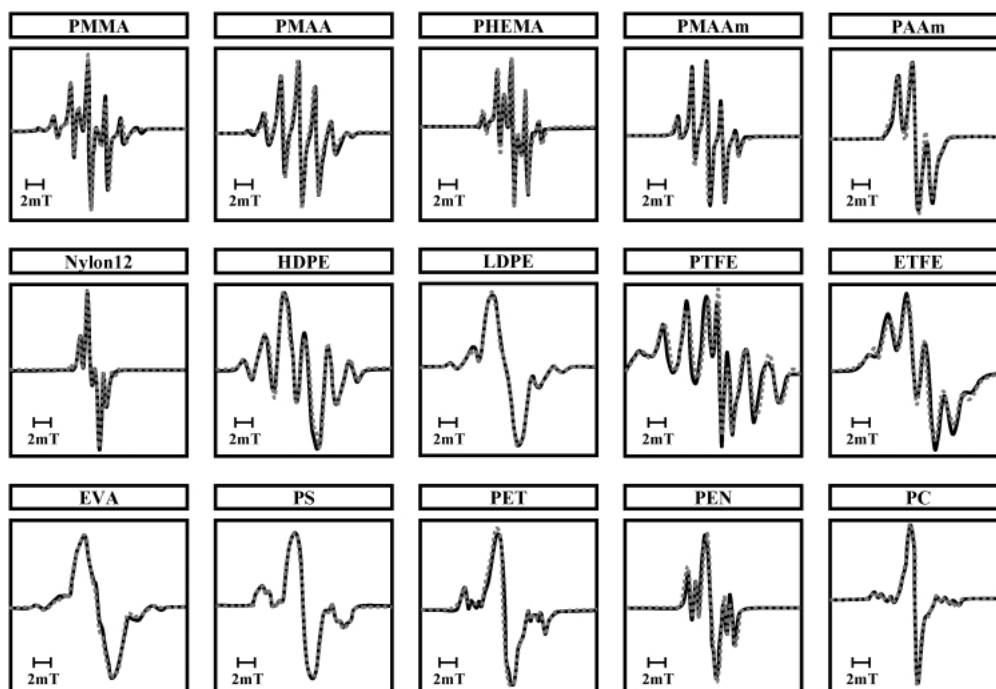 PMMA PMAA PHEMA PMAAm PAAm
2mT 2mT 2mT 2mT 2mT
Nylon12 HDPE LDPE PTFE ETFE
2mT 2mT 2mT 2mT 2mT
EVA PS PET PEN PC
2mT 2mT 2mT 2mT 2mT